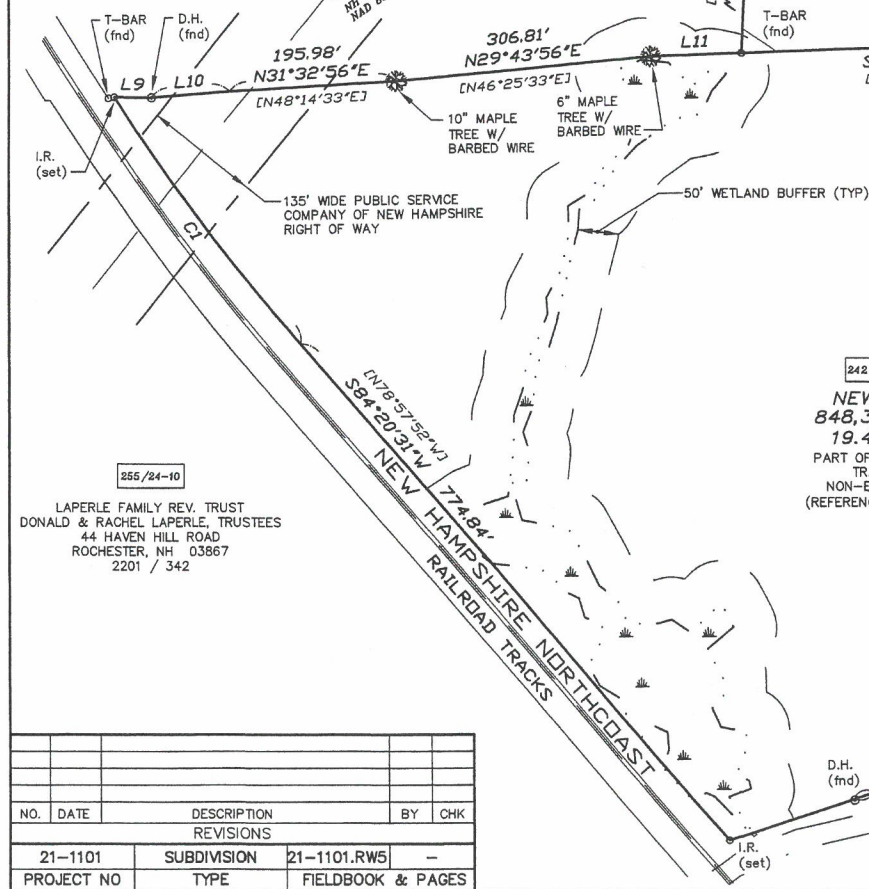 T-BAR
(fnd)
D.H.
(fnd)
NH
NAD
T-BAR
(fnd)
L9
L10
195.98'
N31°32'56"E
[N48°14'33"E]
306.81'
N29°43'56"E
[N46°25'33"E]
L11
10" MAPLE
TREE W/
BARBED WIRE
6" MAPLE
TREE W/
BARBED WIRE
I.R.
(set)
135' WIDE PUBLIC SERVICE
COMPANY OF NEW HAMPSHIRE
RIGHT OF WAY
50' WETLAND BUFFER (TYP)
C1
[N78°57'52"W]
S84°20'31"W
774.84'
NEW HAMPSHIRE NORTHCOAST
RAILROAD TRACKS
242
NEW
848,3
19.4
PART OF
TR
NON-E
(REFEREN
255/24-10
LAPERLE FAMILY REV. TRUST
DONALD & RACHEL LAPERLE, TRUSTEES
44 HAVEN HILL ROAD
ROCHESTER, NH 03867
2201 / 342
D.H.
(fnd)
I.R.
(set)
NO. DATE DESCRIPTION BY CHK
REVISIONS
21-1101 SUBDIVISION 21-1101.RW5 -
PROJECT NO TYPE FIELDBOOK & PAGES